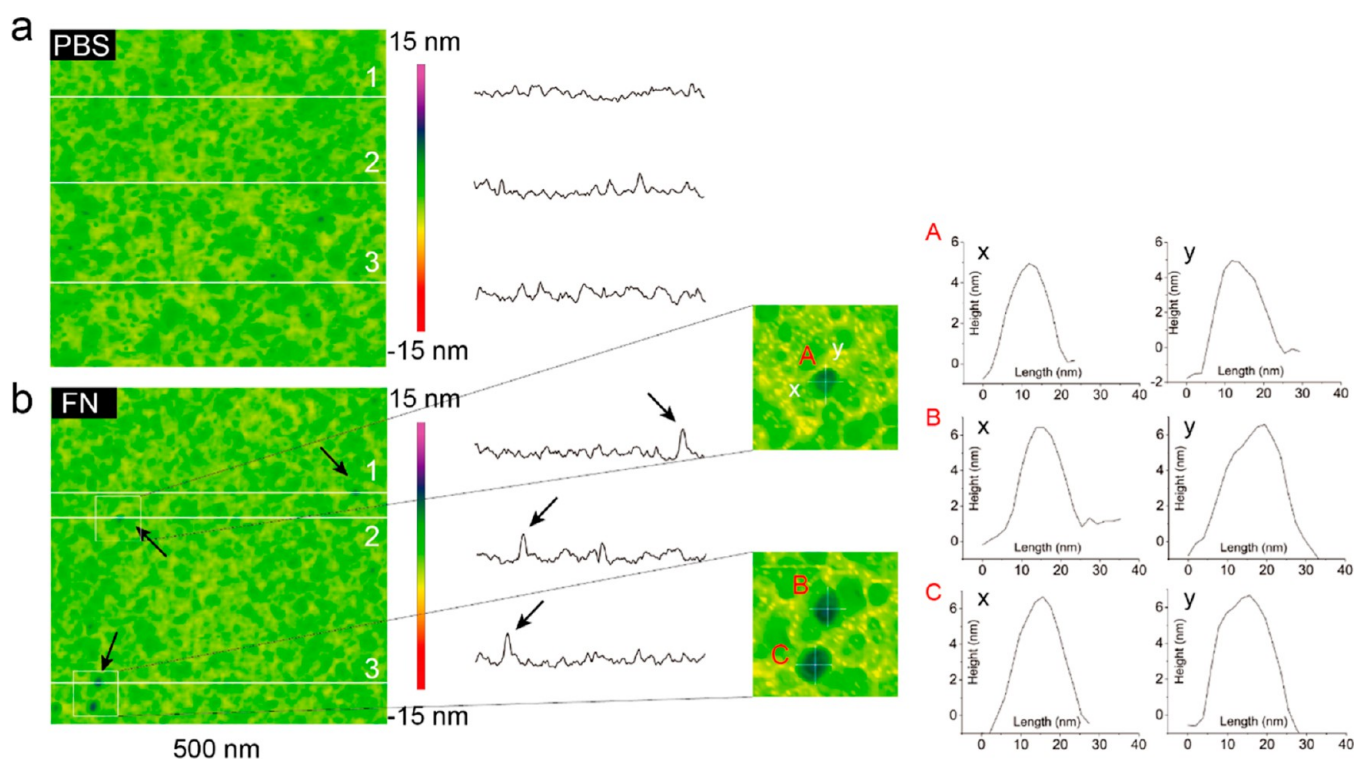 a
PBS
15 nm
1
2
3
-15 nm
b
FN
15 nm
1
2
3
-15 nm
500 nm
A
y
x
B
C
A
x
Height (nm)
6
4
2
0
Length (nm)
0 10 20 30 40
y
Height (nm)
6
4
2
0
-2
Length (nm)
0 10 20 30 40
B
x
Height (nm)
6
4
2
0
Length (nm)
0 10 20 30 40
y
Height (nm)
6
4
2
0
Length (nm)
0 10 20 30 40
C
x
Height (nm)
6
4
2
0
Length (nm)
0 10 20 30 40
y
Height (nm)
6
4
2
0
Length (nm)
0 10 20 30 40